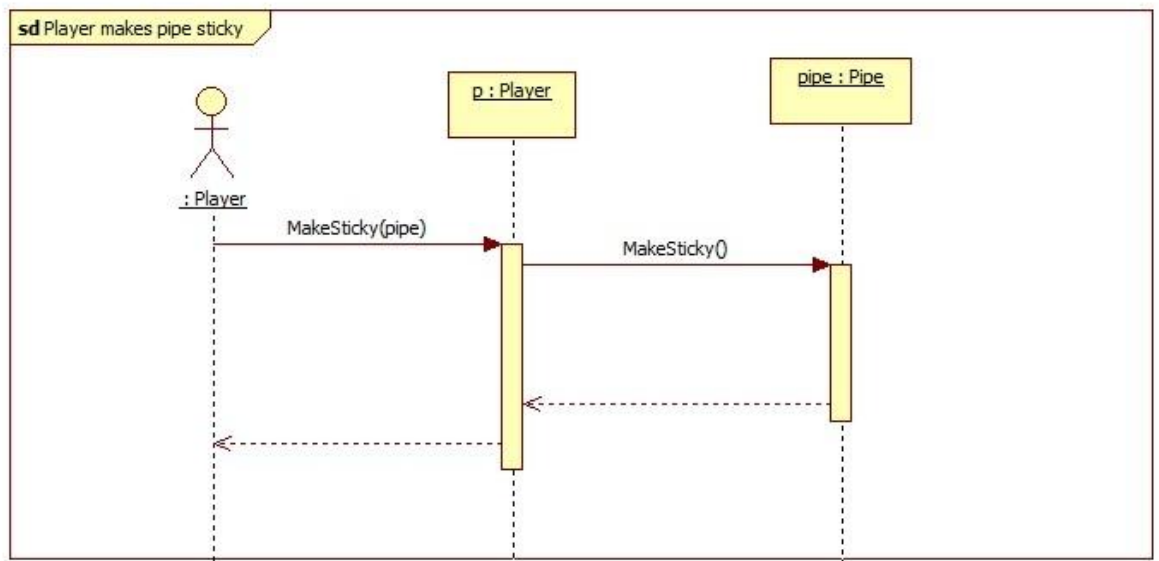 sd Player makes pipe sticky
p : Player
pipe : Pipe
: Player
MakeSticky(pipe)
MakeSticky()